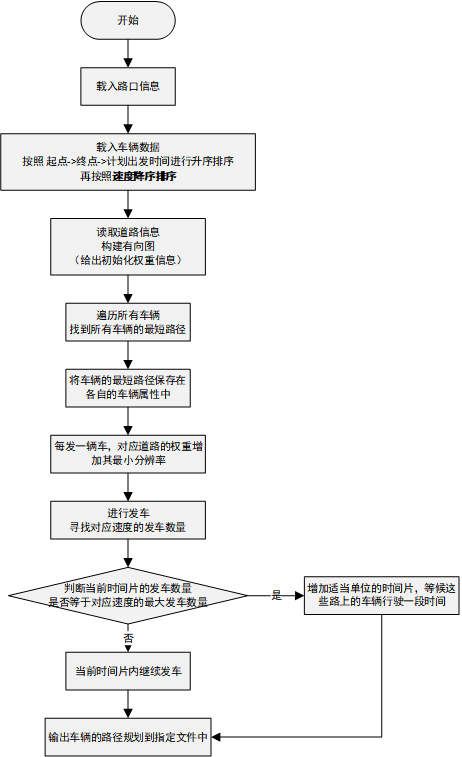 开始
载入路口信息
载入车辆数据
按照 起点->终点->计划出发时间进行升序排序
再按照速度降序排序
读取道路信息
构建有向图
（给出初始化权重信息）
遍历所有车辆
找到所有车辆的最短路径
将车辆的最短路径保存在
各自的车辆属性中
每发一辆车，对应道路的权重增
加其最小分辨率
进行发车
寻找对应速度的发车数量
判断当前时间片的发车数量
是否等于对应速度的最大发车数量
是
增加适当单位的时间片，等候这
些路上的车辆行驶一段时间
否
当前时间片内继续发车
输出车辆的路径规划到指定文件中